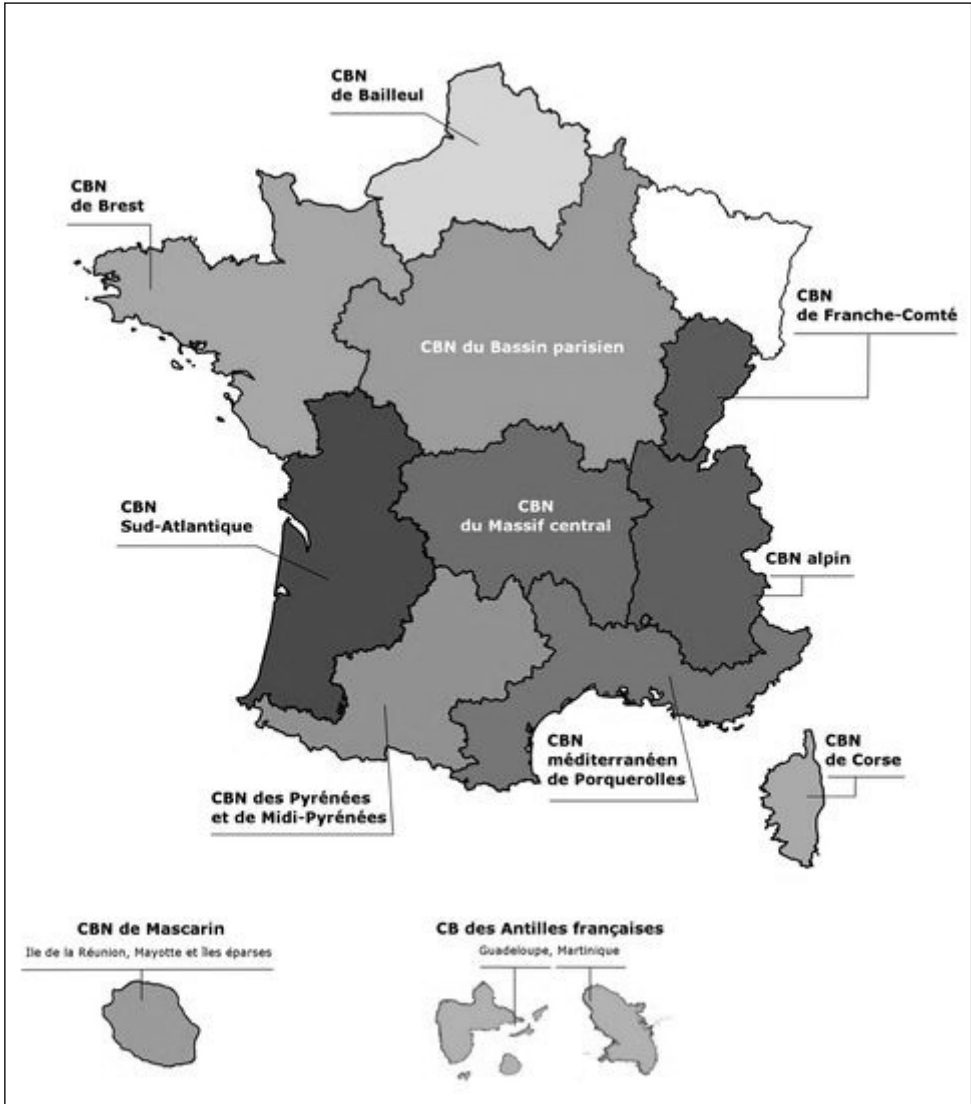 CBN
de Bailleul
CBN
de Brest
CBN
de Franche-Comté
CBN du Bassin parisien
CBN
Sud-Atlantique
CBN
du Massif central
CBN alpin
CBN
méditerranéen
de Porquerolles
CBN
de Corse
CBN des Pyrénées
et de Midi-Pyrénées
CBN de Mascarin
Ile de la Réunion, Mayotte et îles éparses
CB des Antilles françaises
Guadeloupe, Martinique